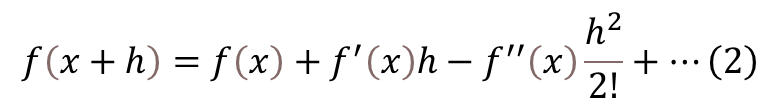 f(x + h) = f(x) + f′(x)h − f′′(x) h²/2! + ⋯ (2)